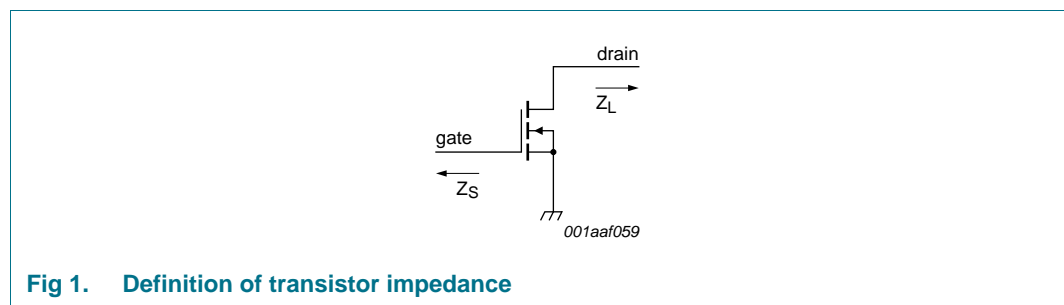 drain
Z_L
gate
Z_S
001aaf059
Fig 1. Definition of transistor impedance